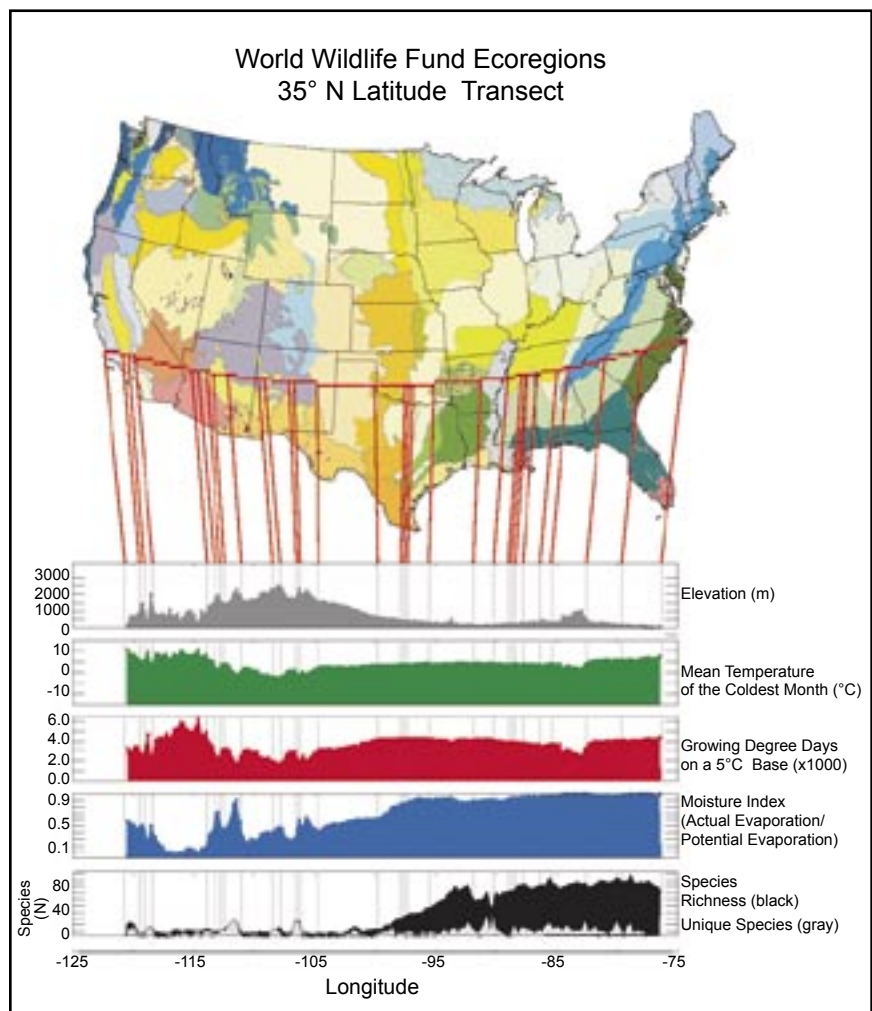 World Wildlife Fund Ecoregions
35° N Latitude Transect
3000
2000
1000
0
Elevation (m)
10
0
-10
Mean Temperature
of the Coldest Month (°C)
6.0
4.0
2.0
0.0
Growing Degree Days
on a 5°C Base (x1000)
0.9
0.5
0.1
Moisture Index
(Actual Evaporation/
Potential Evaporation)
Species
(N)
80
40
0
Species
Richness (black)
Unique Species (gray)
-125 -115 -105 -95 -85 -75
Longitude